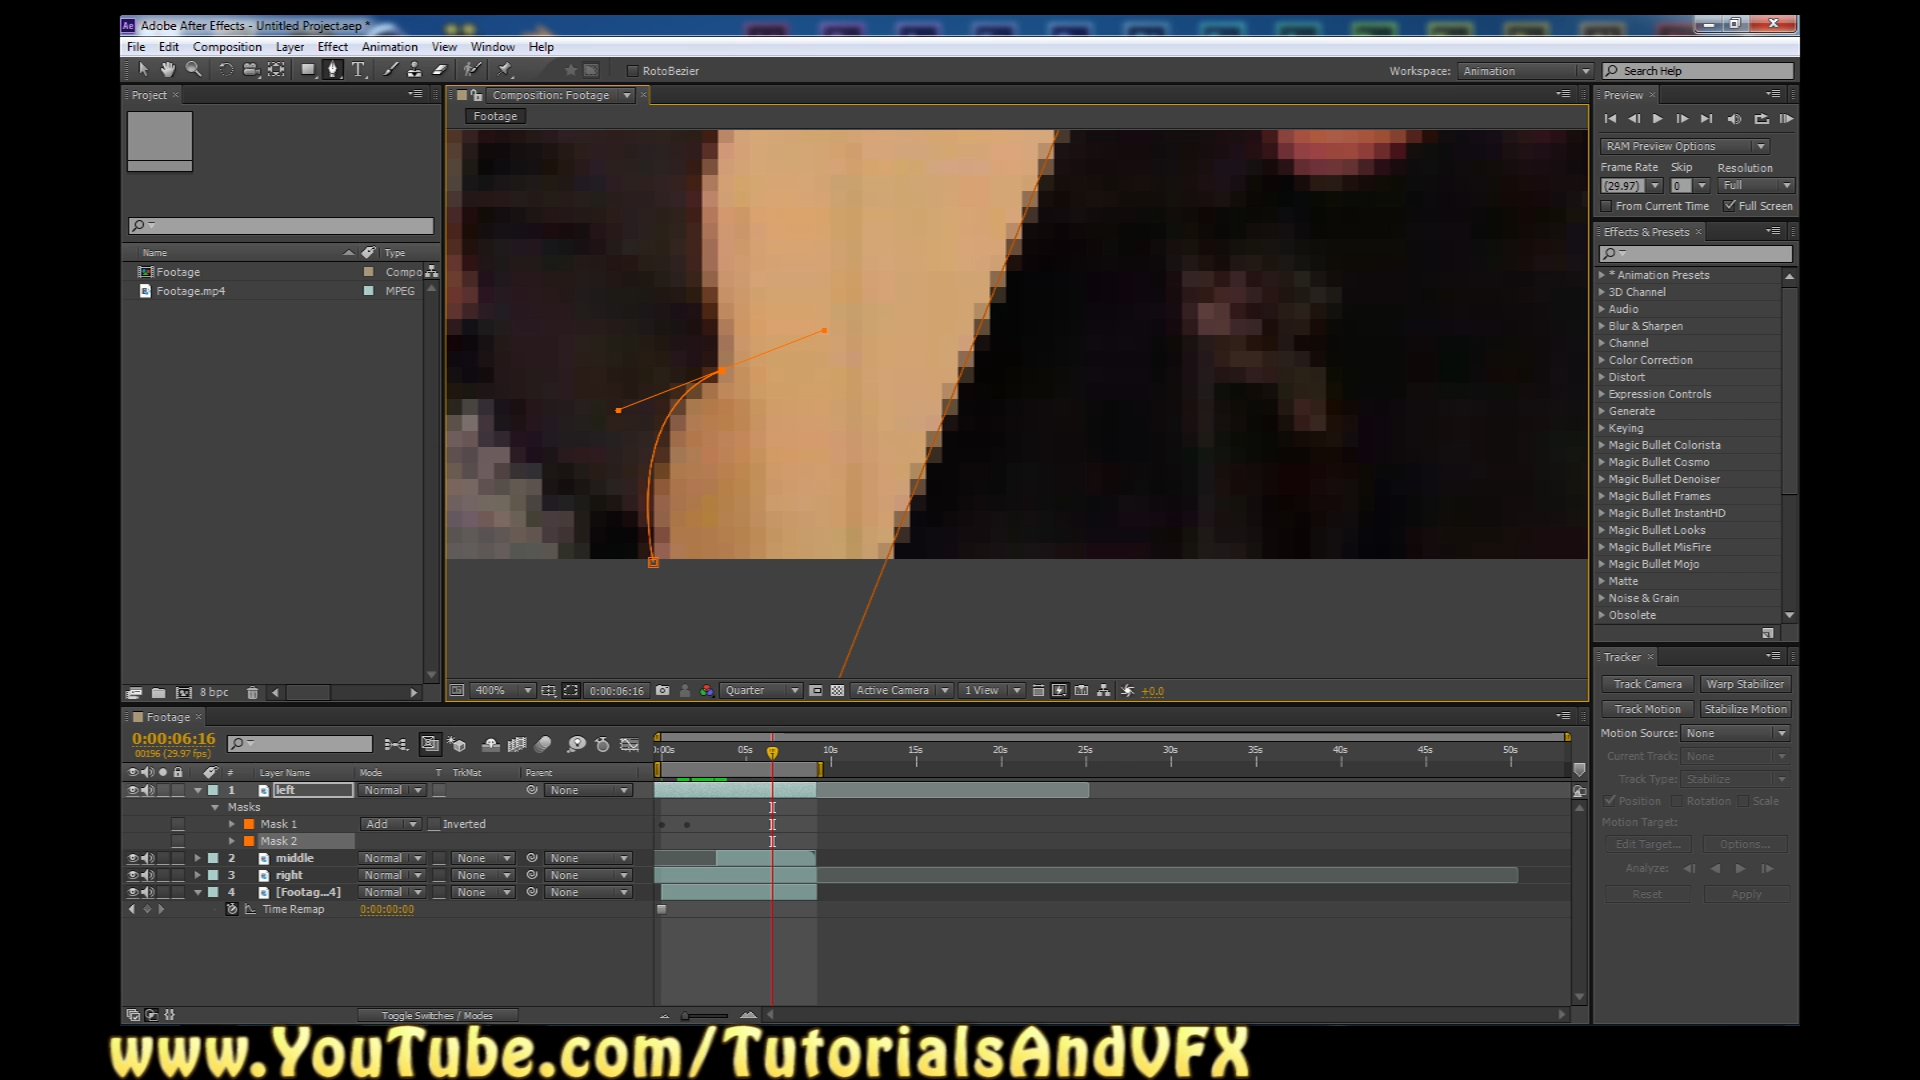 Adobe After Effects - Untitled Project.aep *
File Edit Composition Layer Effect Animation View Window Help
RotoBezier
Workspace: Animation
Search Help
Project
Composition: Footage
Footage
Name Type
Footage Compo
Footage.mp4 MPEG
8 bpc
400%
0:00:06:16
Quarter
Active Camera
1 View
+0.0
Preview
RAM Preview Options
Frame Rate Skip Resolution
(29.97) 0 Full
From Current Time Full Screen
Effects & Presets
* Animation Presets
3D Channel
Audio
Blur & Sharpen
Channel
Color Correction
Distort
Expression Controls
Generate
Keying
Magic Bullet Colorista
Magic Bullet Cosmo
Magic Bullet Denoiser
Magic Bullet Frames
Magic Bullet InstantHD
Magic Bullet Looks
Magic Bullet MisFire
Magic Bullet Mojo
Matte
Noise & Grain
Obsolete
Tracker
Track Camera Warp Stabilizer
Track Motion Stabilize Motion
Motion Source: None
Current Track: None
Track Type: Stabilize
Position Rotation Scale
Motion Target:
Edit Target... Options...
Analyze:
Reset Apply
Footage
0:00:06:16
00196 (29.97 fps)
):00s 05s 10s 15s 20s 25s 30s 35s 40s 45s 50s
# Layer Name Mode T TrkMat Parent
1 left Normal None
Masks
Mask 1 Add Inverted
Mask 2
2 middle Normal None None
3 right Normal None None
4 [Footag...4] Normal None None
Time Remap 0:00:00:00
Toggle Switches / Modes
www.YouTube.com/TutorialsAndVFX